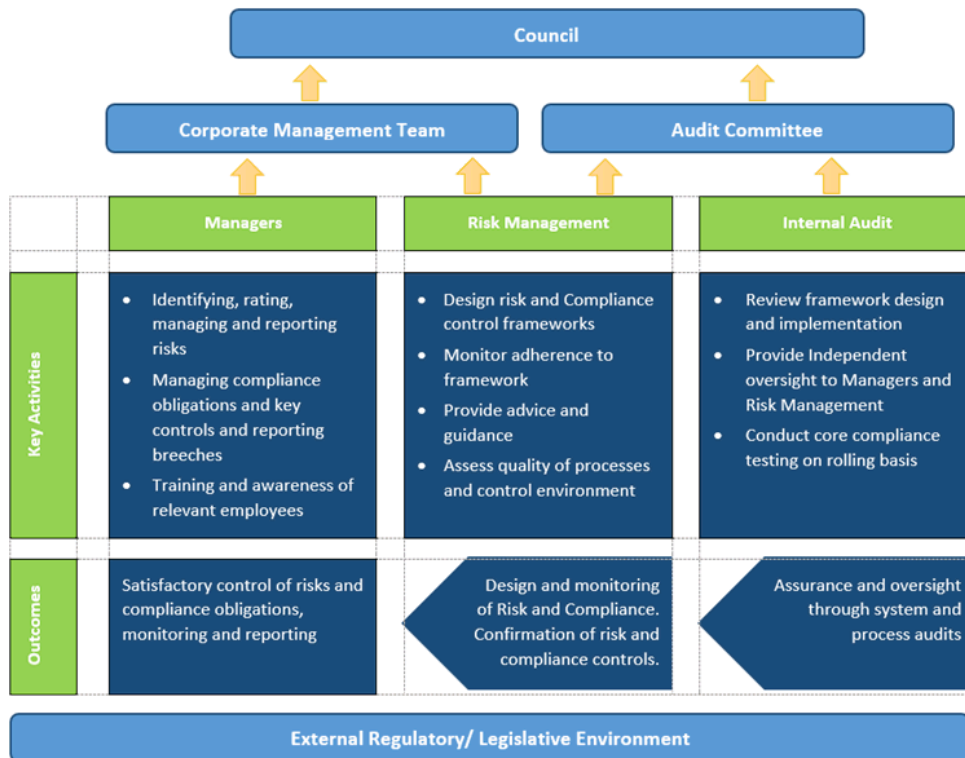 Council
Corporate Management Team
Audit Committee
Managers
Risk Management
Internal Audit
Key Activities
• Identifying, rating,
managing and reporting
risks
• Managing compliance
obligations and key
controls and reporting
breeches
• Training and awareness of
relevant employees
• Design risk and Compliance
control frameworks
• Monitor adherence to
framework
• Provide advice and
guidance
• Assess quality of processes
and control environment
• Review framework design
and implementation
• Provide Independent
oversight to Managers and
Risk Management
• Conduct core compliance
testing on rolling basis
Outcomes
Satisfactory control of risks and
compliance obligations,
monitoring and reporting
Design and monitoring
of Risk and Compliance.
Confirmation of risk and
compliance controls.
Assurance and oversight
through system and
process audits
External Regulatory/ Legislative Environment